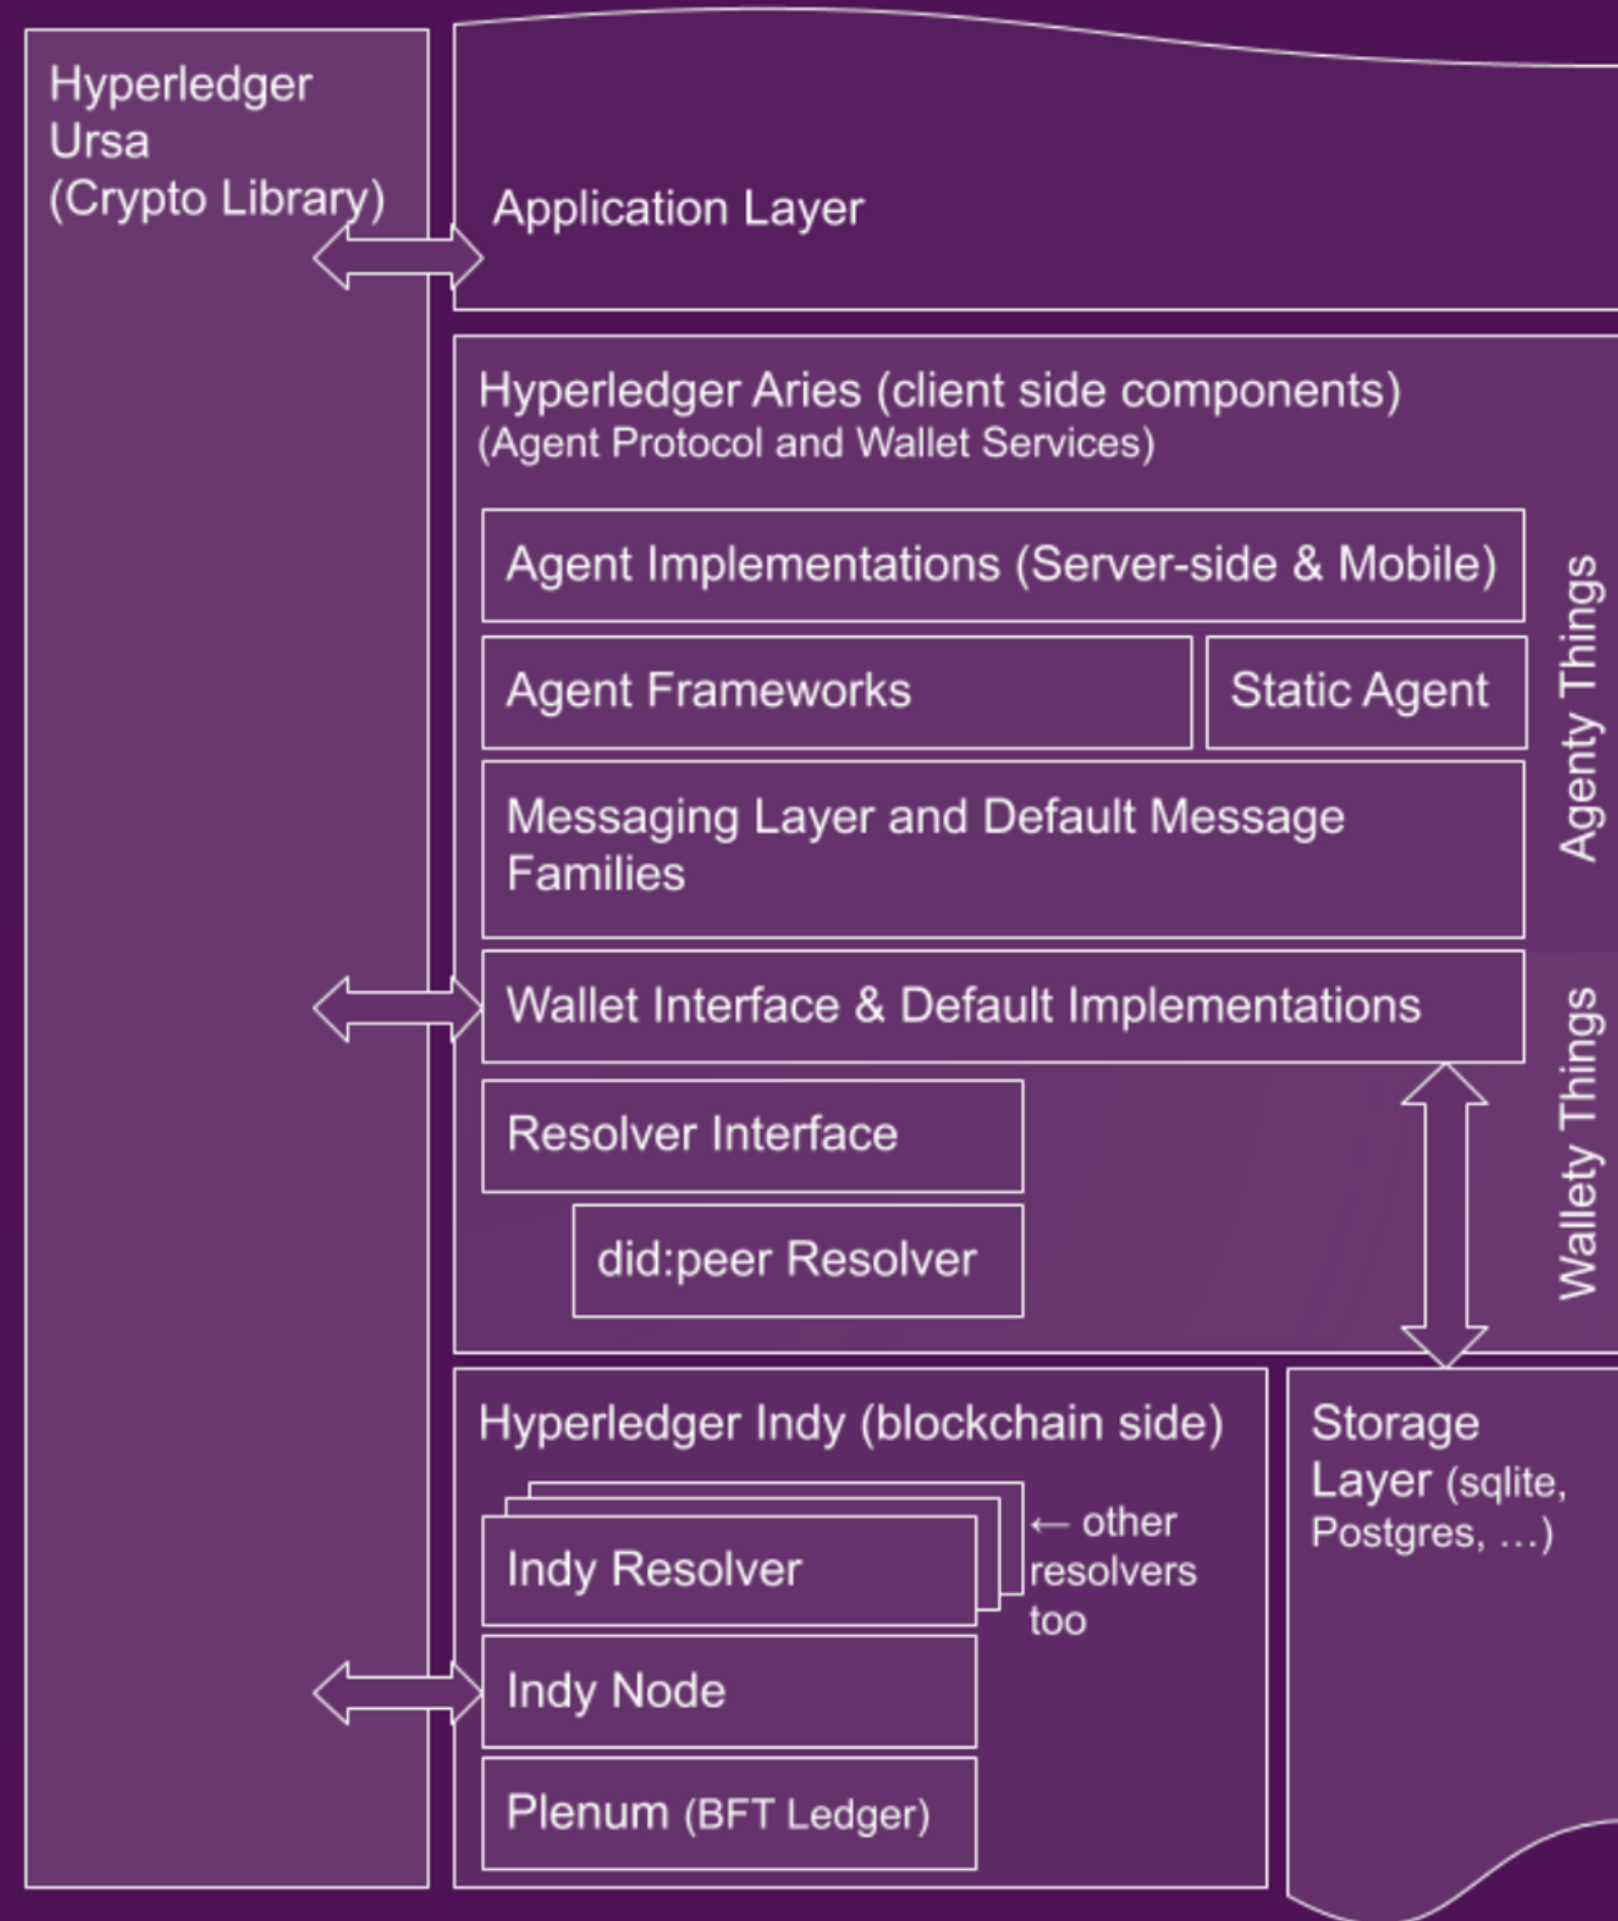 Hyperledger
Ursa
(Crypto Library)
Application Layer
Hyperledger Aries (client side components)
(Agent Protocol and Wallet Services)
Agent Implementations (Server-side & Mobile)
Agent Frameworks
Static Agent
Messaging Layer and Default Message
Families
Agenty Things
Wallet Interface & Default Implementations
Resolver Interface
did:peer Resolver
Wallety Things
Hyperledger Indy (blockchain side)
Indy Resolver
← other
resolvers
too
Indy Node
Plenum (BFT Ledger)
Storage
Layer (sqlite,
Postgres, ...)